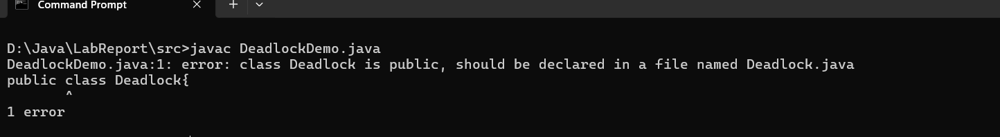 Command Prompt
D:\Java\LabReport\src>javac DeadlockDemo.java
DeadlockDemo.java:1: error: class Deadlock is public, should be declared in a file named Deadlock.java
public class Deadlock{
       ^
1 error